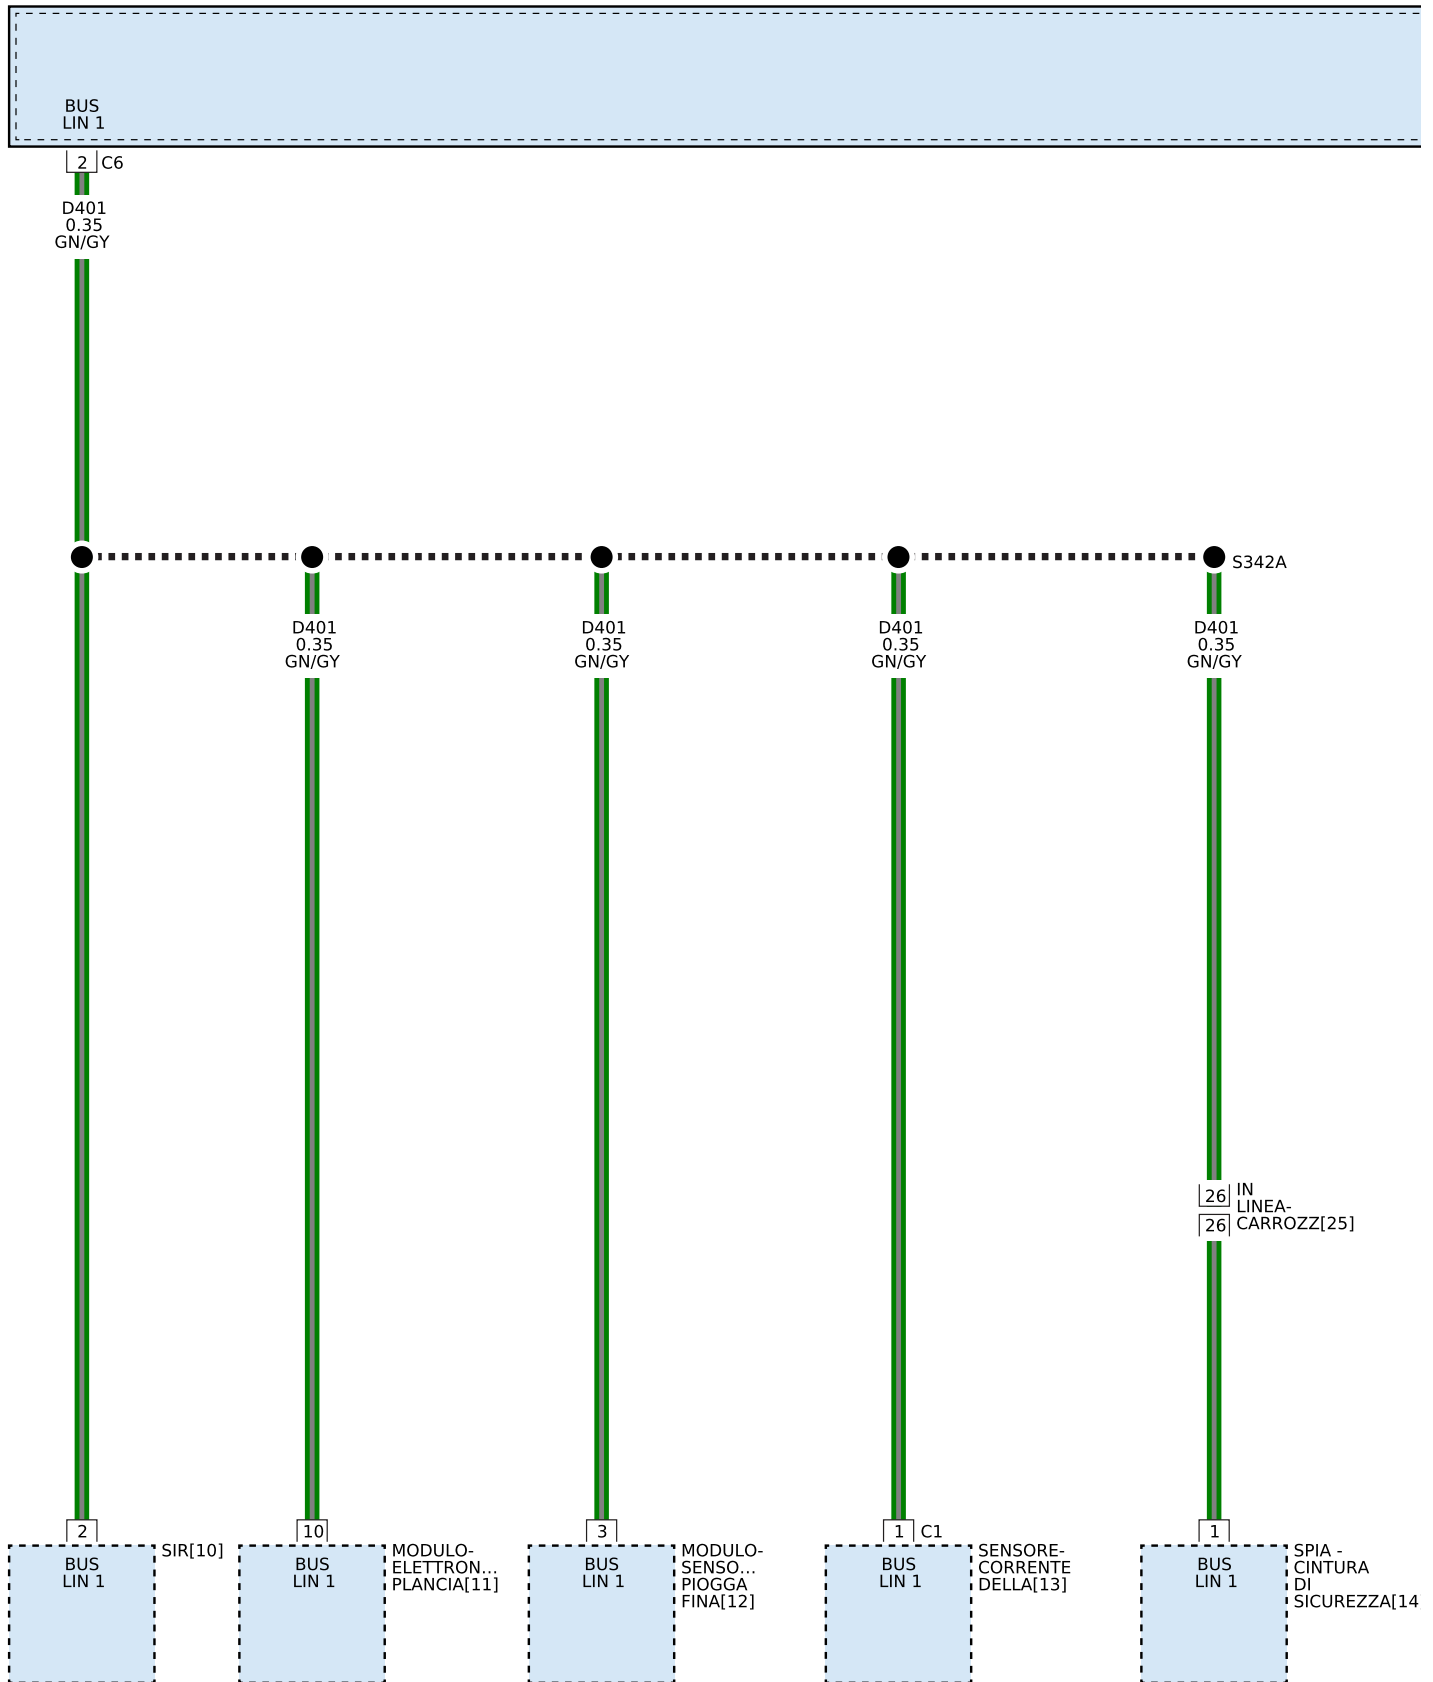 BUS
LIN 1
2 C6
D401
0.35
GN/GY
S342A
D401
0.35
GN/GY
D401
0.35
GN/GY
D401
0.35
GN/GY
D401
0.35
GN/GY
26
26
IN
LINEA-
CARROZZ[25]
2
BUS
LIN 1
SIR[10]
10
BUS
LIN 1
MODULO-
ELETTRON...
PLANCIA[11]
3
BUS
LIN 1
MODULO-
SENSO...
PIOGGA
FINA[12]
1 C1
BUS
LIN 1
SENSORE-
CORRENTE
DELLA[13]
1
BUS
LIN 1
SPIA -
CINTURA
DI
SICUREZZA[14